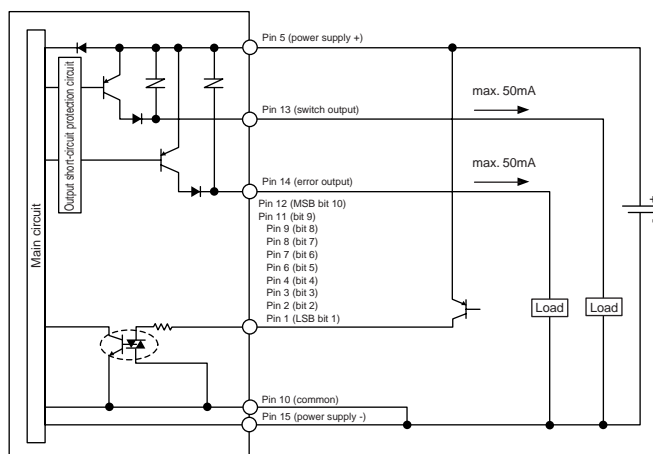 Main circuit
Output short-circuit protection circuit
Pin 5 (power supply +)
max. 50mA
Pin 13 (switch output)
max. 50mA
Pin 14 (error output)
Pin 12 (MSB bit 10)
Pin 11 (bit 9)
Pin 9 (bit 8)
Pin 8 (bit 7)
Pin 7 (bit 6)
Pin 6 (bit 5)
Pin 4 (bit 4)
Pin 3 (bit 3)
Pin 2 (bit 2)
Pin 1 (LSB bit 1)
Load
Load
+
-
Pin 10 (common)
Pin 15 (power supply -)